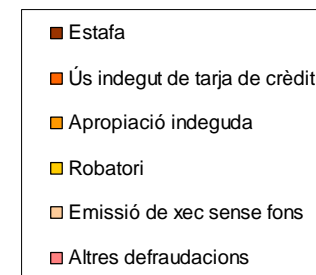 Estafa
Ús indegut de tarja de crèdit
Apropiació indeguda
Robatori
Emissió de xec sense fons
Altres defraudacions